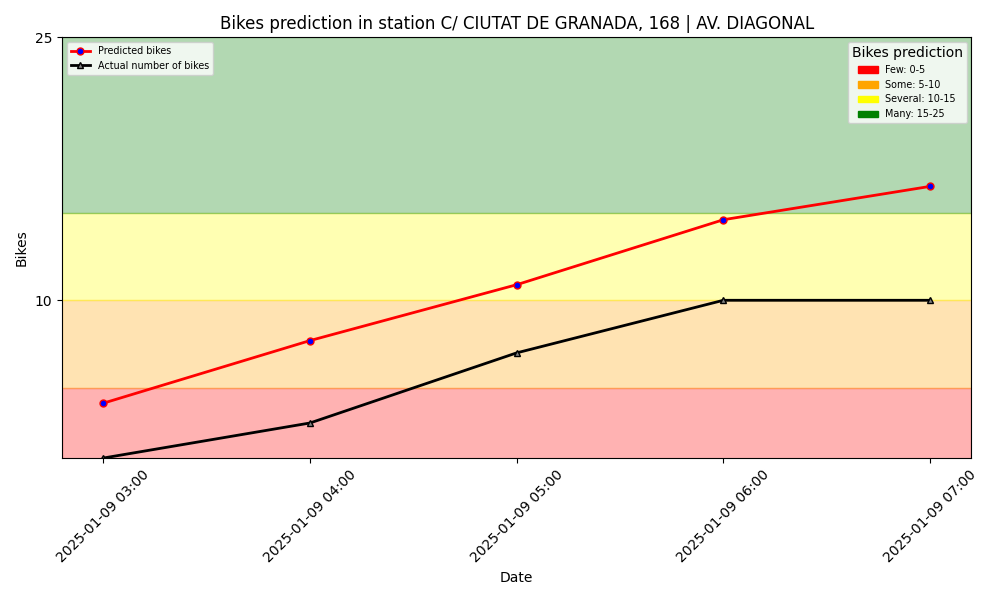 Bikes prediction in station C/ CIUTAT DE GRANADA, 168 | AV. DIAGONAL
25
10
Bikes
Predicted bikes
Actual number of bikes
Bikes prediction
Few: 0-5
Some: 5-10
Several: 10-15
Many: 15-25
2025-01-09 03:00
2025-01-09 04:00
2025-01-09 05:00
2025-01-09 06:00
2025-01-09 07:00
Date